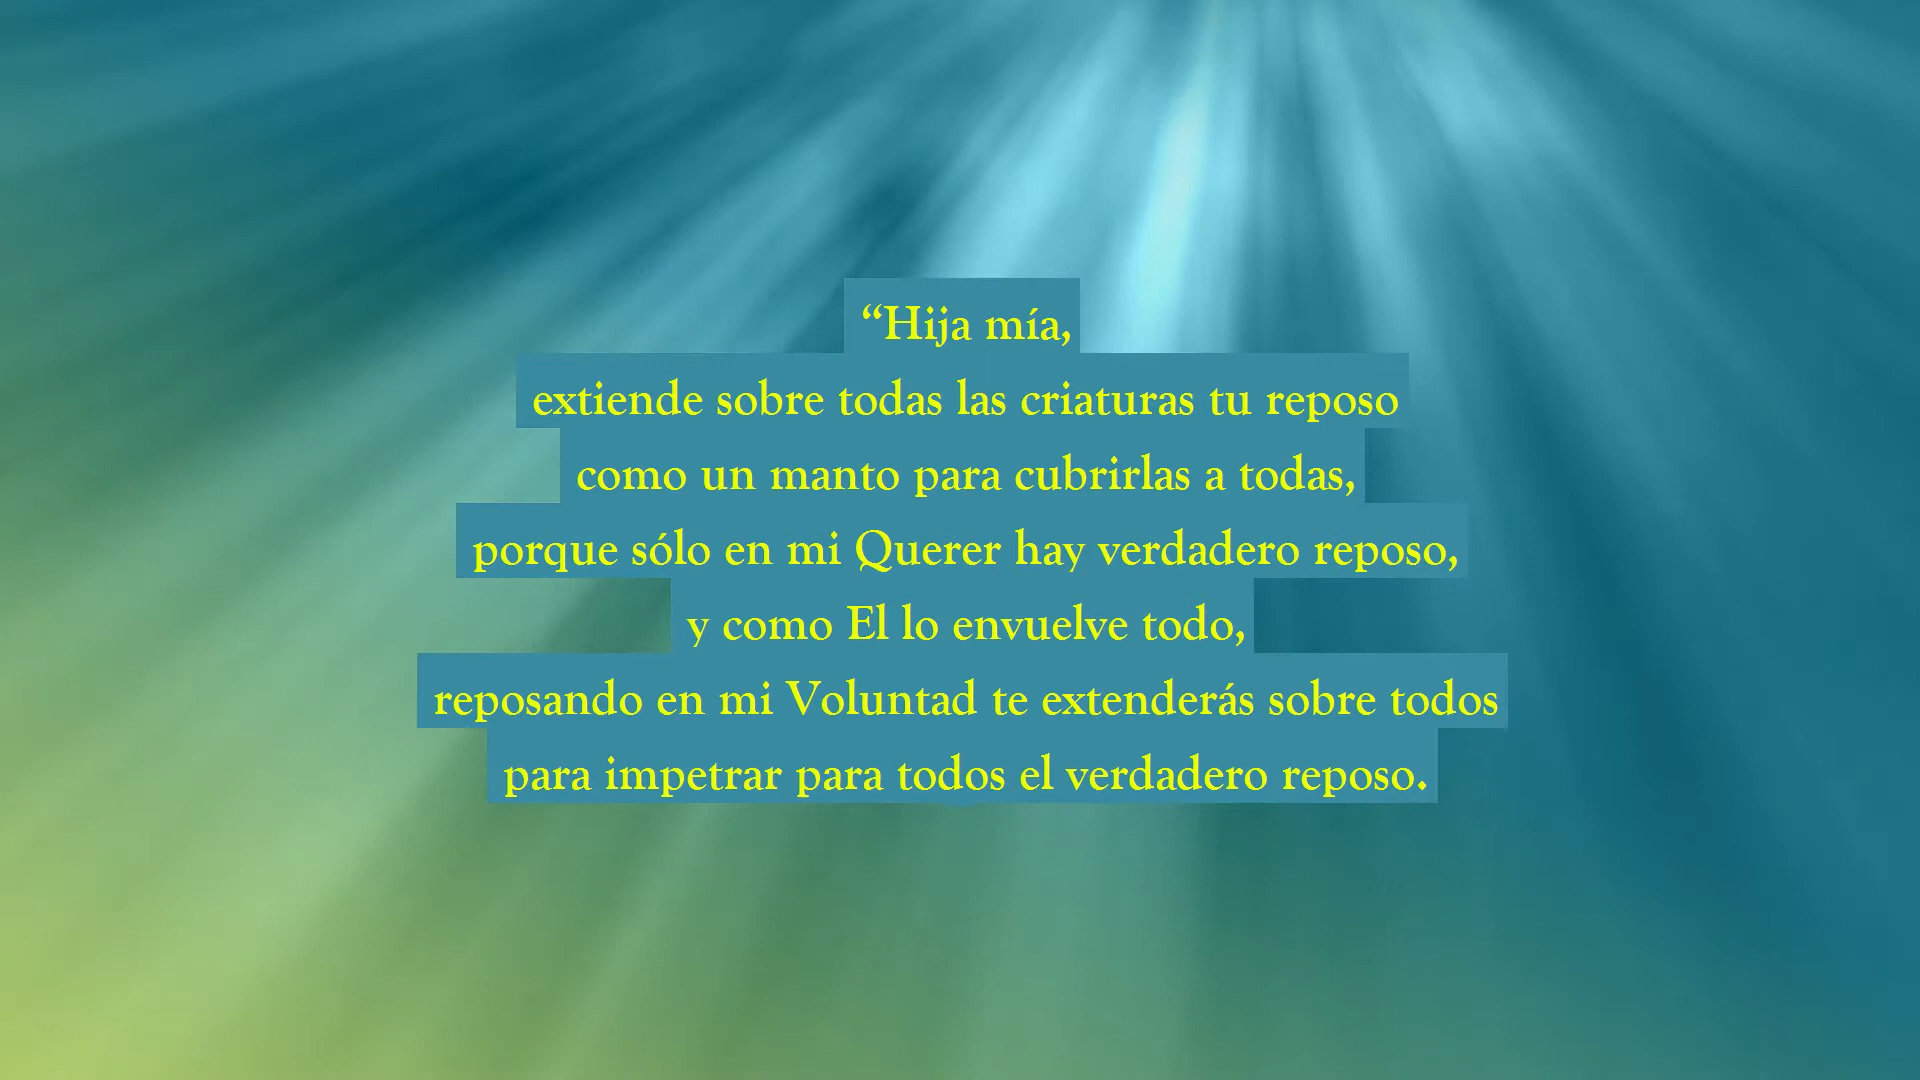 “Hija mía,
extiende sobre todas las criaturas tu reposo
como un manto para cubrirlas a todas,
porque sólo en mi Querer hay verdadero reposo,
y como El lo envuelve todo,
reposando en mi Voluntad te extenderás sobre todos
para impetrar para todos el verdadero reposo.